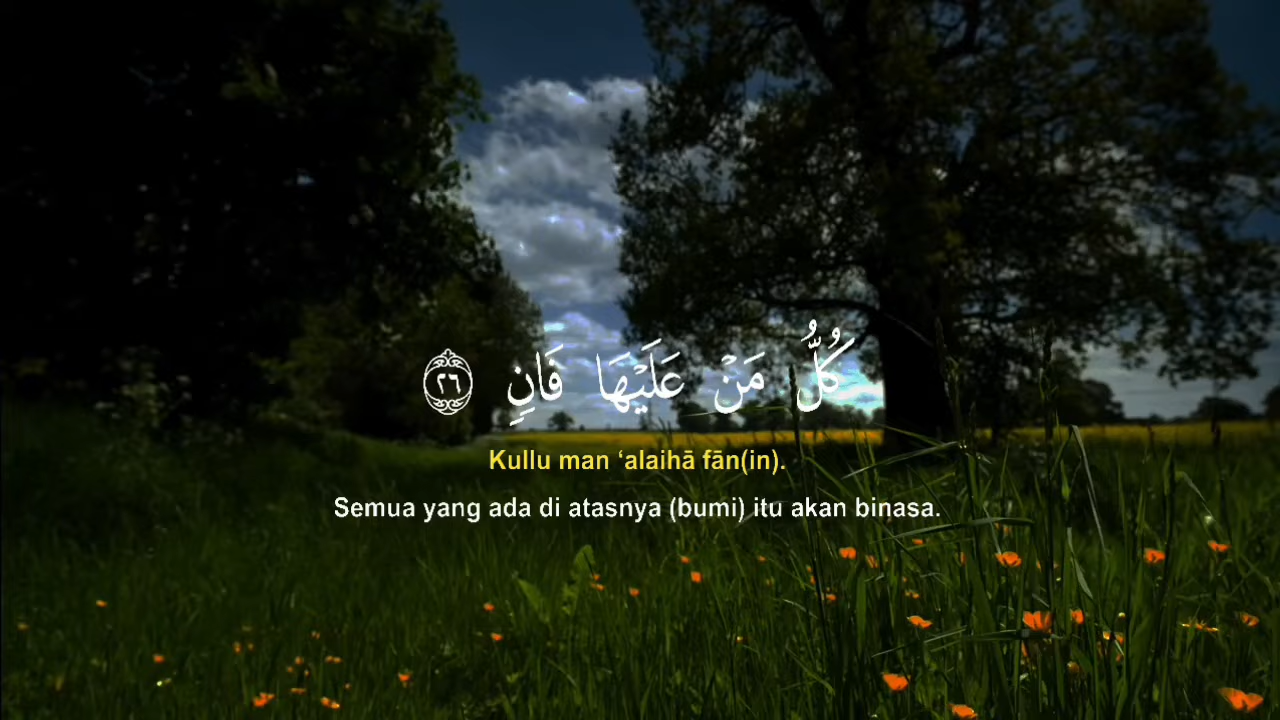 كُلُّ مَنْ عَلَيْهَا فَانٍ ٢٦
Kullu man ‘alaihā fān(in).
Semua yang ada di atasnya (bumi) itu akan binasa.